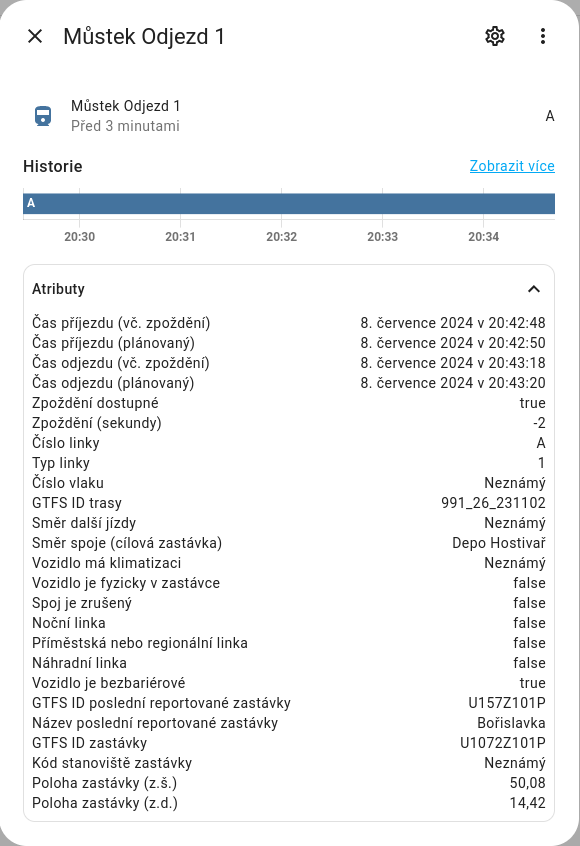 Můstek Odjezd 1
Můstek Odjezd 1
A
Před 3 minutami
Historie Zobrazit více
A
20:30 20:31 20:32 20:33 20:34
Atributy
Čas příjezdu (vč. zpoždění) 8. července 2024 v 20:42:48
Čas příjezdu (plánovaný) 8. července 2024 v 20:42:50
Čas odjezdu (vč. zpoždění) 8. července 2024 v 20:43:18
Čas odjezdu (plánovaný) 8. července 2024 v 20:43:20
Zpoždění dostupné true
Zpoždění (sekundy) -2
Číslo linky A
Typ linky 1
Číslo vlaku Neznámý
GTFS ID trasy 991_26_231102
Směr další jízdy Neznámý
Směr spoje (cílová zastávka) Depo Hostivař
Vozidlo má klimatizaci Neznámý
Vozidlo je fyzicky v zastávce false
Spoj je zrušený false
Noční linka false
Příměstská nebo regionální linka false
Náhradní linka false
Vozidlo je bezbariérové true
GTFS ID poslední reportované zastávky U157Z101P
Název poslední reportované zastávky Bořislavka
GTFS ID zastávky U1072Z101P
Kód stanoviště zastávky Neznámý
Poloha zastávky (z.š.) 50,08
Poloha zastávky (z.d.) 14,42